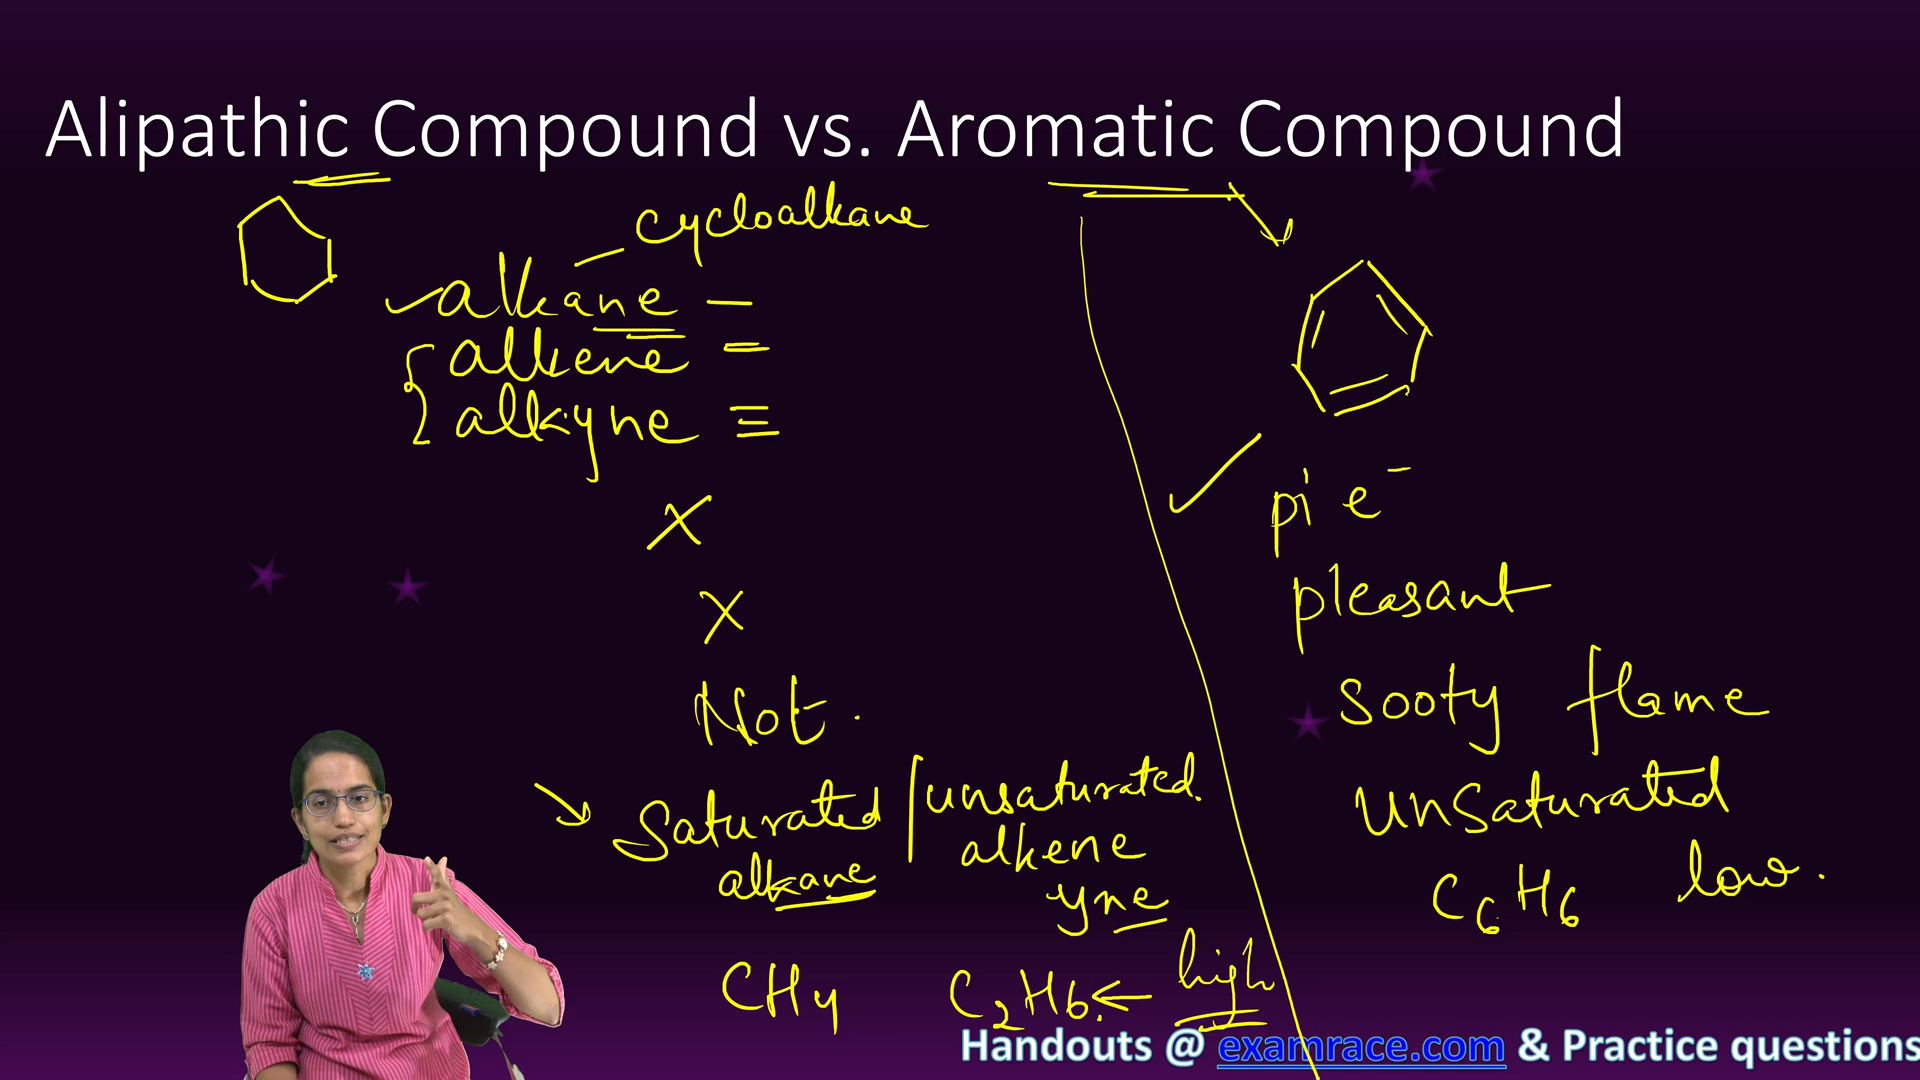 Alipathic Compound vs. Aromatic Compound
cycloalkane
alkane –
alkene =
alkyne ≡
X
X
Not.
Saturated / unsaturated.
alkane alkene
yne
CH4 C2H6 ← high
pi e–
pleasant
Sooty flame
Unsaturated
C6H6 low.
Handouts @ examrace.com & Practice questions